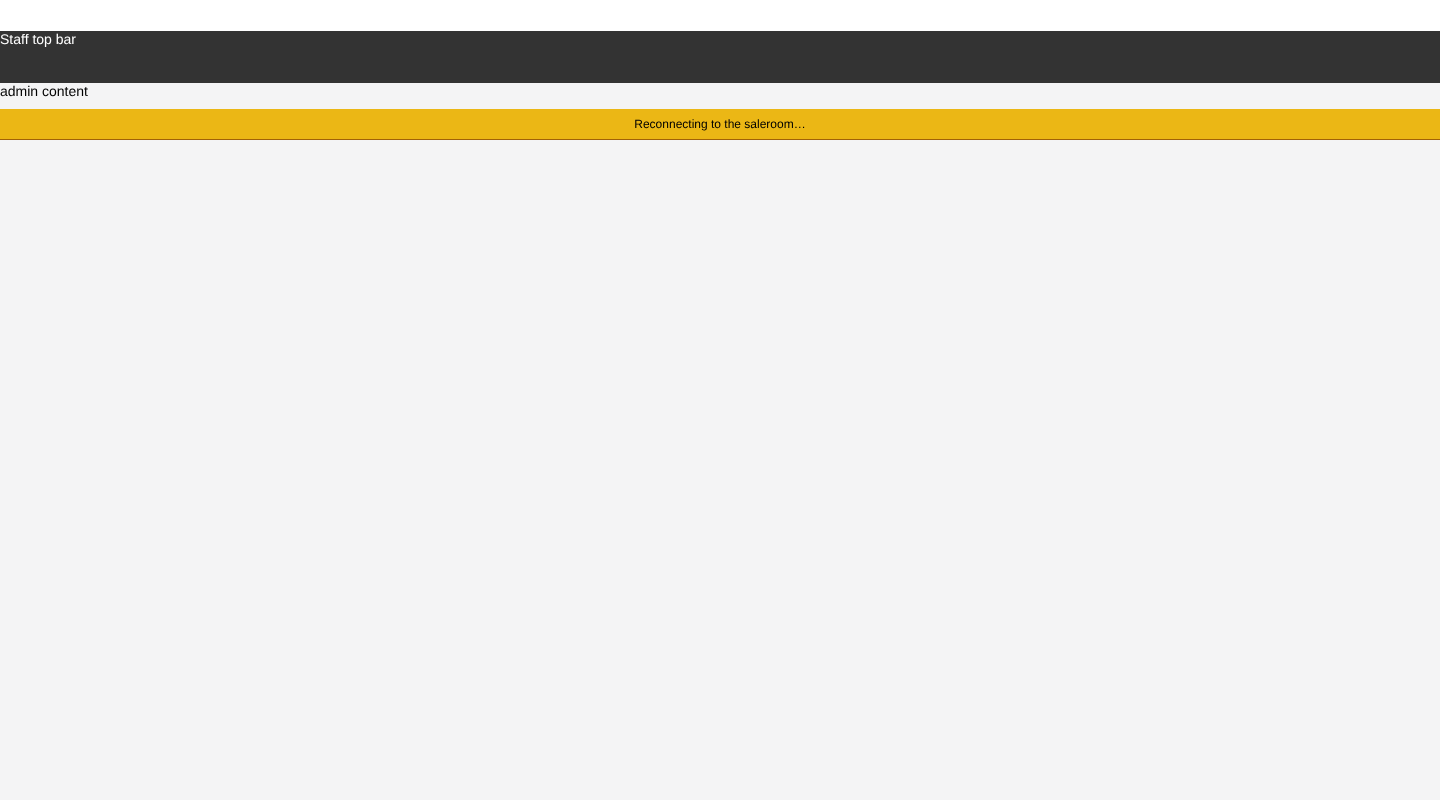 Staff top bar
admin content
Reconnecting to the saleroom…